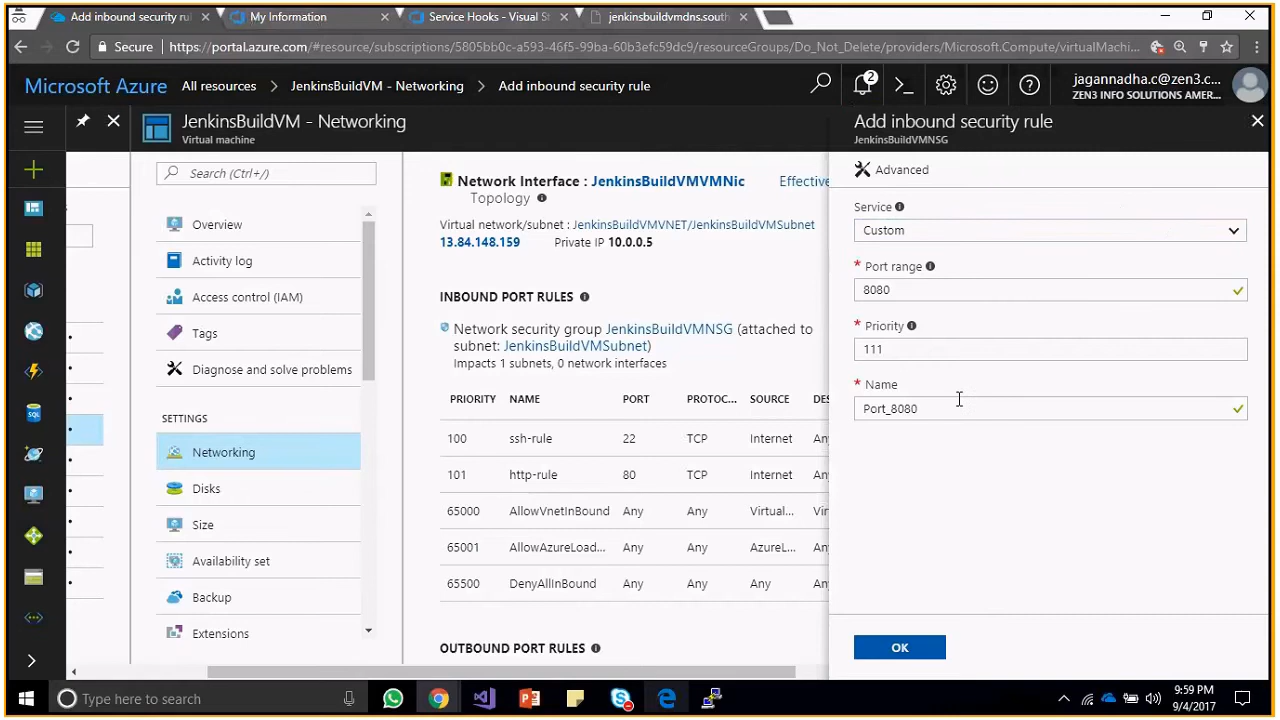 Add inbound security ru
My Information
Service Hooks - Visual St
jenkinsbuildvmdns.south
Secure
https://portal.azure.com/#resource/subscriptions/5805bb0c-a593-46f5-99ba-60b3efc59dc9/resourceGroups/Do_Not_Delete/providers/Microsoft.Compute/virtualMachi...
Microsoft Azure
All resources
JenkinsBuildVM - Networking
Add inbound security rule
2
jagannadha.c@zen3.c...
ZEN3 INFO SOLUTIONS AMER...
JenkinsBuildVM - Networking
Virtual machine
Search (Ctrl+/)
Overview
Activity log
Access control (IAM)
Tags
Diagnose and solve problems
SETTINGS
Networking
Disks
Size
Availability set
Backup
Extensions
Network Interface : JenkinsBuildVMVMNic
Effective
Topology
Virtual network/subnet : JenkinsBuildVMVNET/JenkinsBuildVMSubnet
13.84.148.159 Private IP 10.0.0.5
INBOUND PORT RULES
Network security group JenkinsBuildVMNSG (attached to
subnet: JenkinsBuildVMSubnet)
Impacts 1 subnets, 0 network interfaces
PRIORITY NAME PORT PROTOC... SOURCE DES
100 ssh-rule 22 TCP Internet An
101 http-rule 80 TCP Internet An
65000 AllowVnetInBound Any Any Virtual... Vir
65001 AllowAzureLoad... Any Any AzureL... An
65500 DenyAllInBound Any Any Any An
OUTBOUND PORT RULES
Add inbound security rule
JenkinsBuildVMNSG
Advanced
Service
Custom
* Port range
8080
* Priority
111
* Name
Port_8080
OK
Type here to search
9:59 PM
9/4/2017